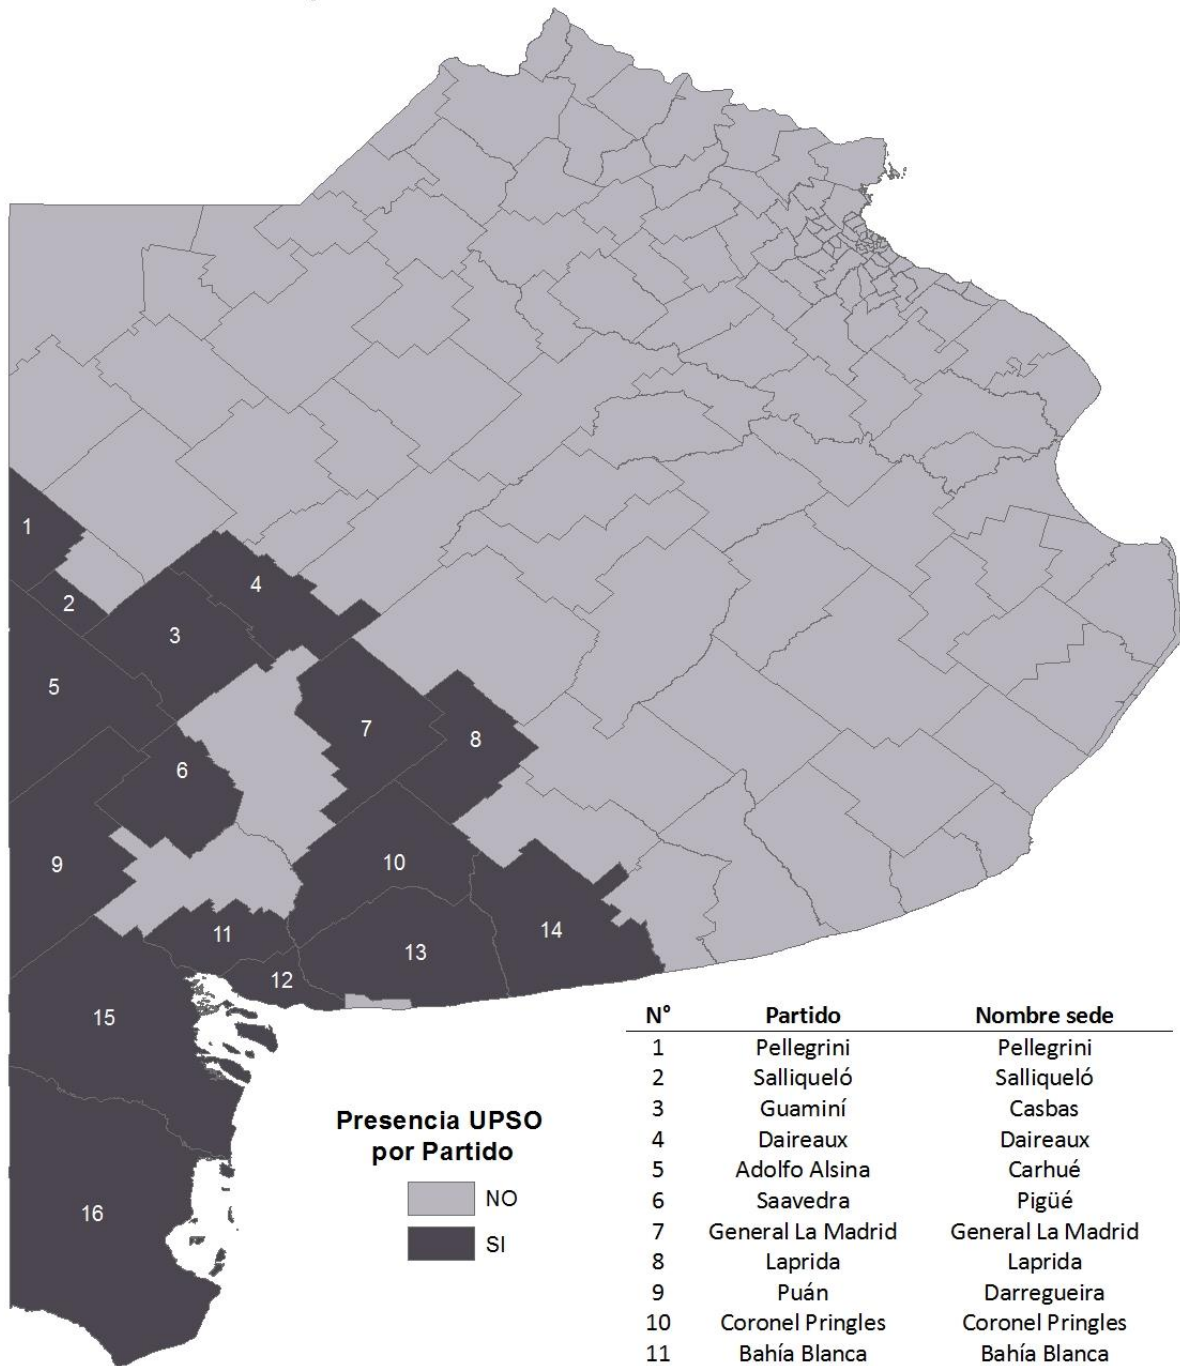 1
2
4
3
5
7
8
6
9
10
11
14
13
12
15
16
Presencia UPSO
por Partido
NO
SI
N° Partido Nombre sede
1 Pellegrini Pellegrini
2 Salliqueló Salliqueló
3 Guaminí Casbas
4 Daireaux Daireaux
5 Adolfo Alsina Carhué
6 Saavedra Pigüé
7 General La Madrid General La Madrid
8 Laprida Laprida
9 Puán Darregueira
10 Coronel Pringles Coronel Pringles
11 Bahía Blanca Bahía Blanca